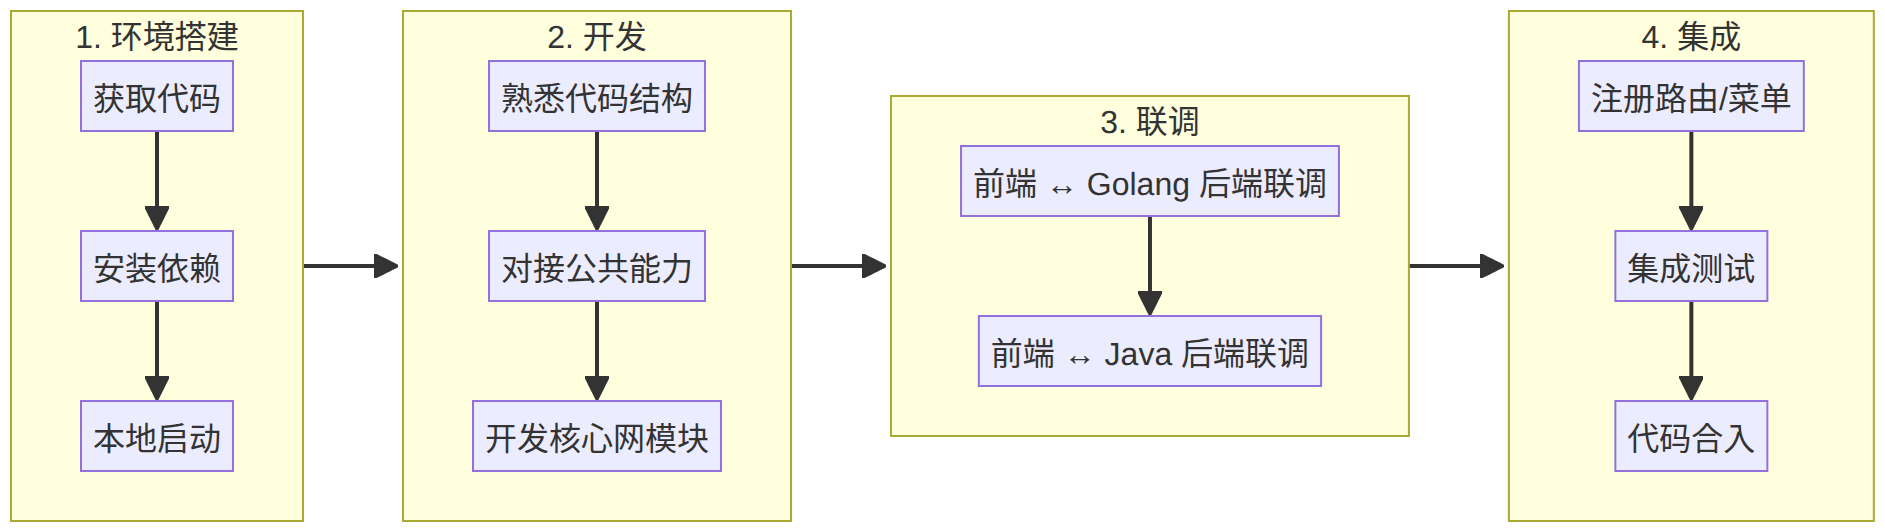 1. 环境搭建
获取代码
安装依赖
本地启动
2. 开发
熟悉代码结构
对接公共能力
开发核心网模块
3. 联调
前端 ↔ Golang 后端联调
前端 ↔ Java 后端联调
4. 集成
注册路由/菜单
集成测试
代码合入